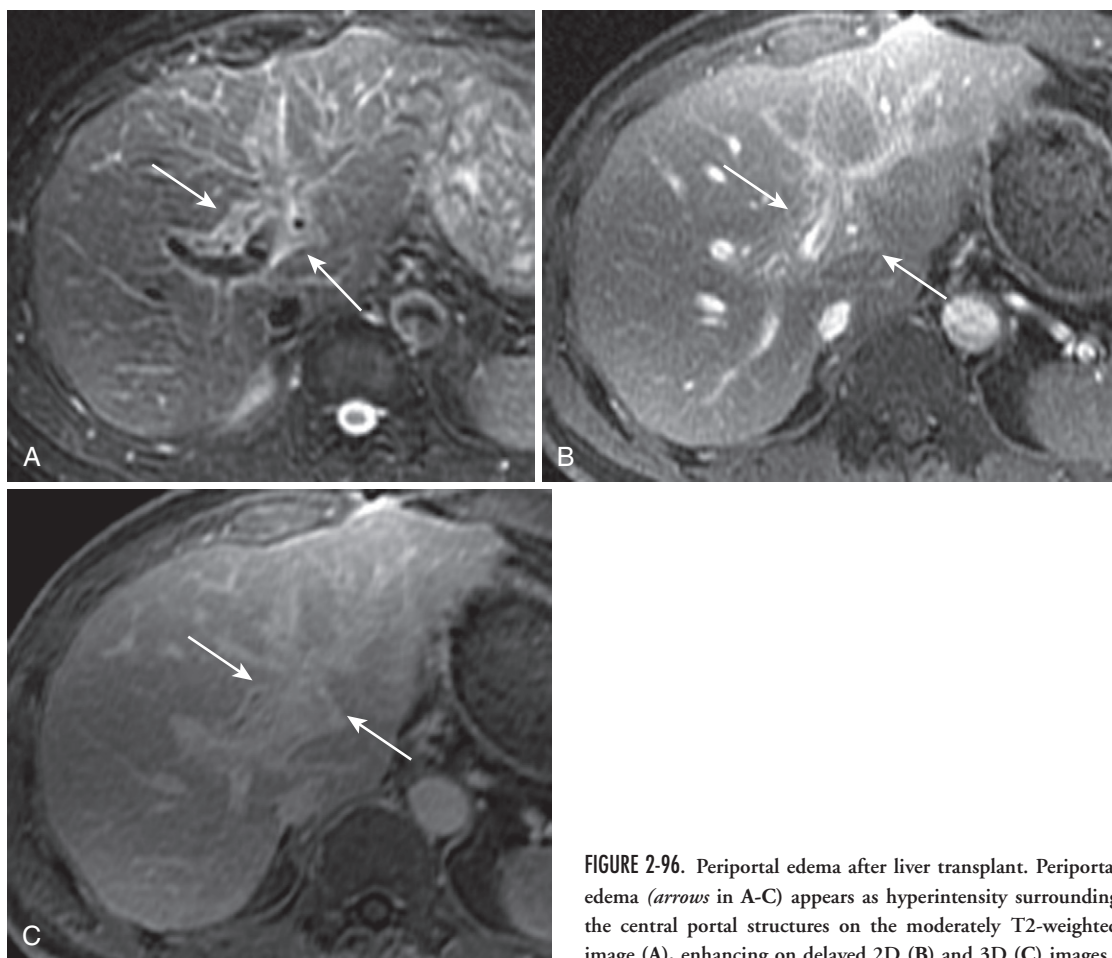 A
B
C
FIGURE 2-96. Periportal edema after liver transplant. Periporta
edema (arrows in A-C) appears as hyperintensity surrounding
the central portal structures on the moderately T2-weighted
image (A), enhancing on delayed 2D (B) and 3D (C) images.